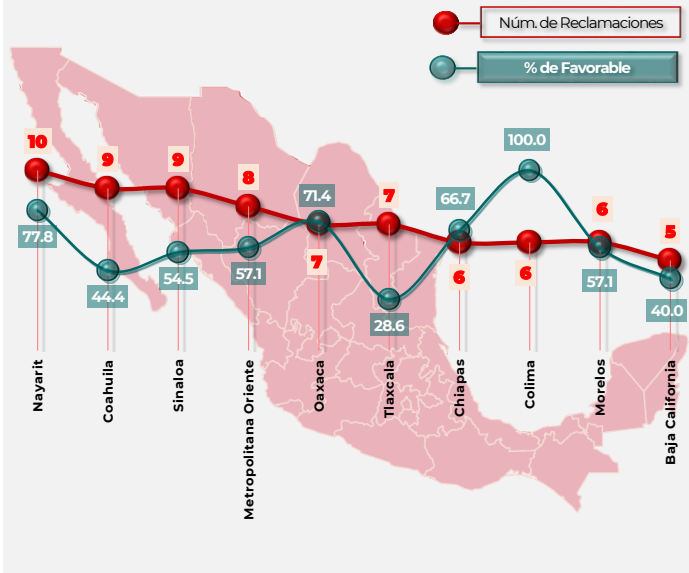 Núm. de Reclamaciones
% de Favorable
10
9
9
8
7
7
6
6
6
5
77.8
44.4
54.5
57.1
71.4
28.6
66.7
100.0
57.1
40.0
Nayarit
Coahuila
Sinaloa
Metropolitana Oriente
Oaxaca
Tlaxcala
Chiapas
Colima
Morelos
Baja California